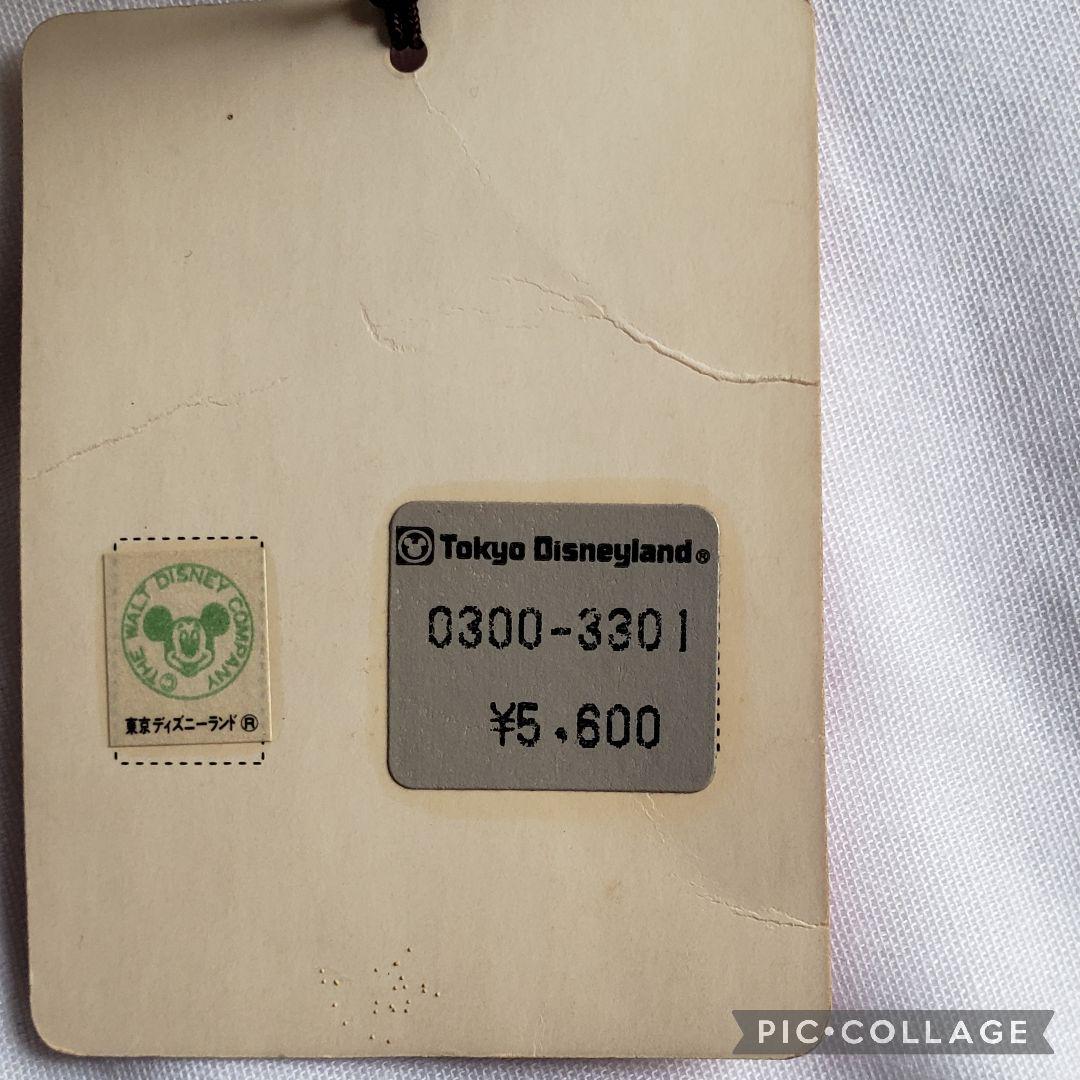 Tokyo Disneyland®
0300-3301
¥5,600
©THE WALT DISNEY COMPANY
東京ディズニーランド®
PIC•COLLAGE